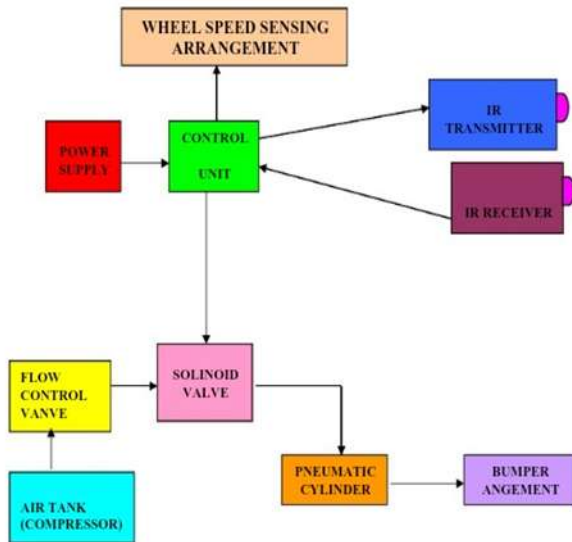 WHEEL SPEED SENSING
ARRANGEMENT
IR
TRANSMITTER
CONTROL
UNIT
POWER
SUPPLY
IR RECEIVER
SOLINOID
VALVE
FLOW
CONTROL
VANVE
PNEUMATIC
CYLINDER
BUMPER
ANGEMENT
AIR TANK
(COMPRESSOR)